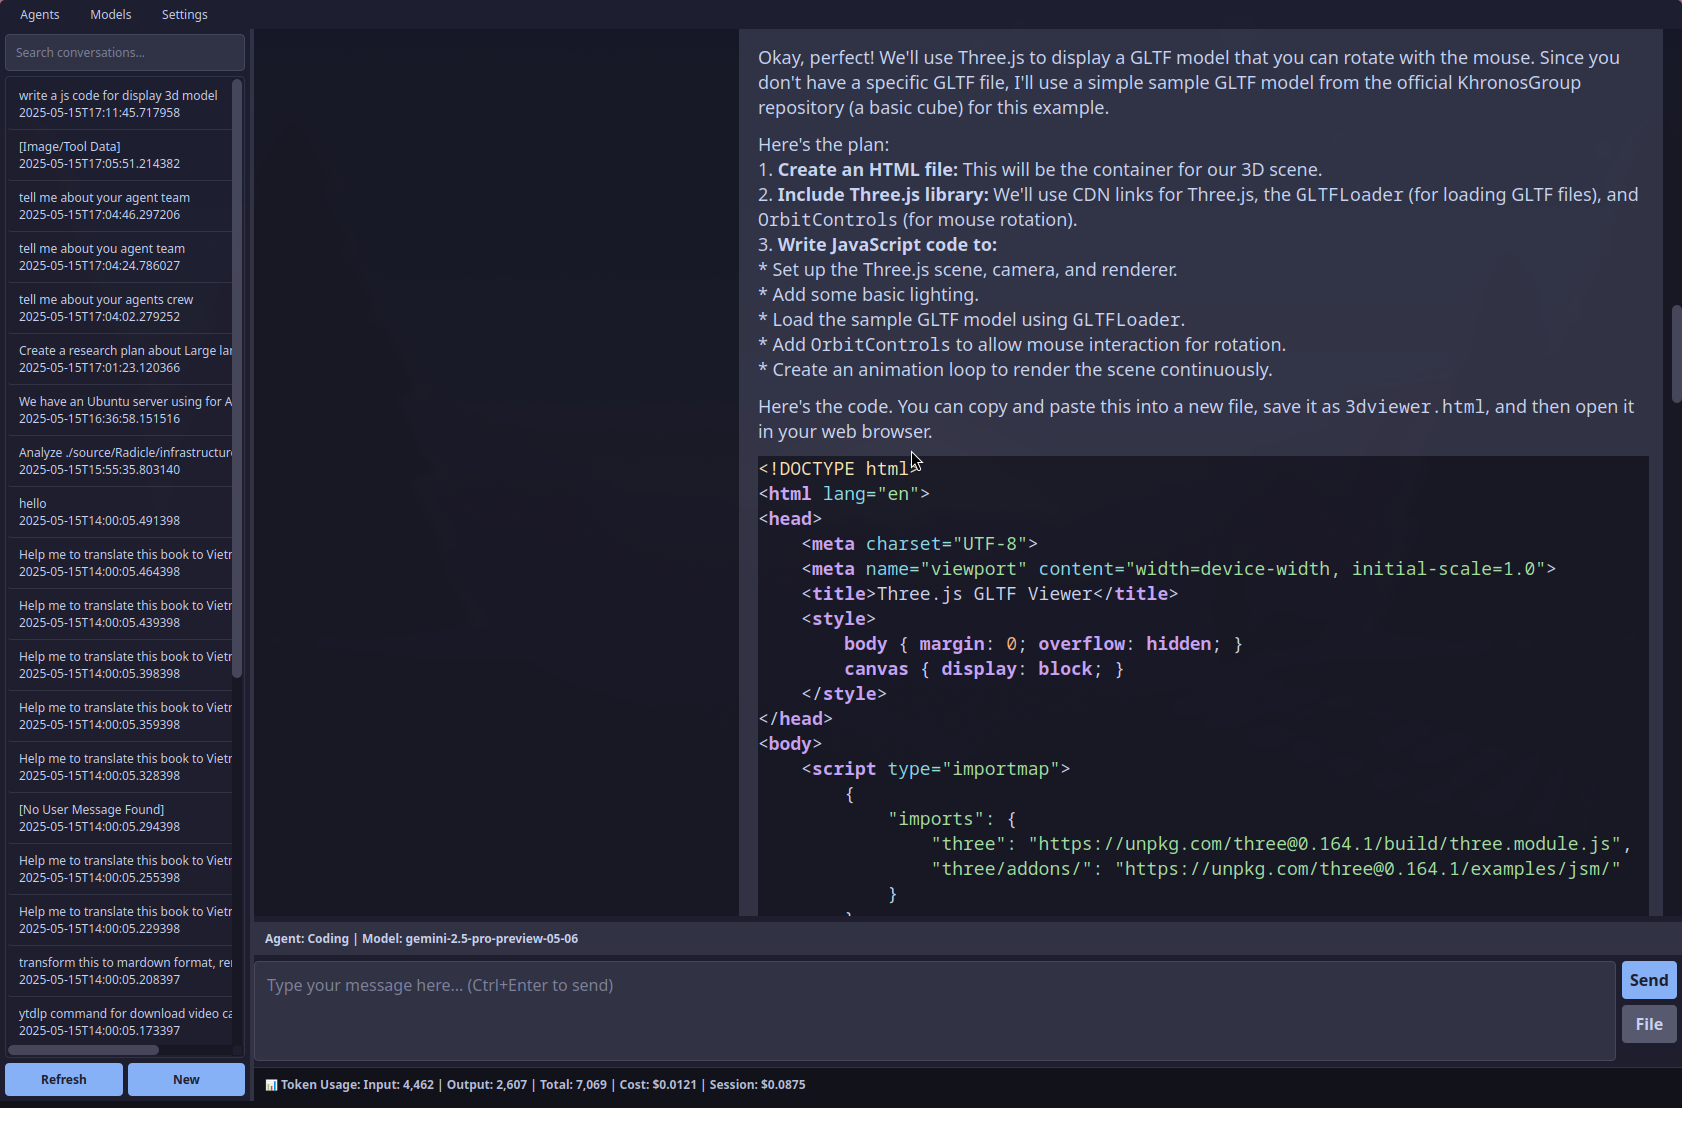 Agents Models Settings
Search conversations...
write a js code for display 3d model
2025-05-15T17:11:45.717958
[Image/Tool Data]
2025-05-15T17:05:51.214382
tell me about your agent team
2025-05-15T17:04:46.297206
tell me about you agent team
2025-05-15T17:04:24.786027
tell me about your agents crew
2025-05-15T17:04:02.279252
Create a research plan about Large lar
2025-05-15T17:01:23.120366
We have an Ubuntu server using for A
2025-05-15T16:36:58.151516
Analyze ./source/Radicle/infrastructure
2025-05-15T15:55:35.803140
hello
2025-05-15T14:00:05.491398
Help me to translate this book to Vietr
2025-05-15T14:00:05.464398
Help me to translate this book to Vietr
2025-05-15T14:00:05.439398
Help me to translate this book to Vietr
2025-05-15T14:00:05.398398
Help me to translate this book to Vietr
2025-05-15T14:00:05.359398
Help me to translate this book to Vietr
2025-05-15T14:00:05.328398
[No User Message Found]
2025-05-15T14:00:05.294398
Help me to translate this book to Vietr
2025-05-15T14:00:05.255398
Help me to translate this book to Vietr
2025-05-15T14:00:05.229398
transform this to mardown format, rer
2025-05-15T14:00:05.208397
ytdlp command for download video ca
2025-05-15T14:00:05.173397
Refresh New
Okay, perfect! We'll use Three.js to display a GLTF model that you can rotate with the mouse. Since you
don't have a specific GLTF file, I'll use a simple sample GLTF model from the official KhronosGroup
repository (a basic cube) for this example.
Here's the plan:
1. Create an HTML file: This will be the container for our 3D scene.
2. Include Three.js library: We'll use CDN links for Three.js, the GLTFLoader (for loading GLTF files), and
OrbitControls (for mouse rotation).
3. Write JavaScript code to:
* Set up the Three.js scene, camera, and renderer.
* Add some basic lighting.
* Load the sample GLTF model using GLTFLoader.
* Add OrbitControls to allow mouse interaction for rotation.
* Create an animation loop to render the scene continuously.
Here's the code. You can copy and paste this into a new file, save it as 3dviewer.html, and then open it
in your web browser.
<!DOCTYPE html>
<html lang="en">
<head>
    <meta charset="UTF-8">
    <meta name="viewport" content="width=device-width, initial-scale=1.0">
    <title>Three.js GLTF Viewer</title>
    <style>
        body { margin: 0; overflow: hidden; }
        canvas { display: block; }
    </style>
</head>
<body>
    <script type="importmap">
        {
            "imports": {
                "three": "https://unpkg.com/three@0.164.1/build/three.module.js",
                "three/addons/": "https://unpkg.com/three@0.164.1/examples/jsm/"
            }
Agent: Coding | Model: gemini-2.5-pro-preview-05-06
Type your message here... (Ctrl+Enter to send)
Send
File
📊 Token Usage: Input: 4,462 | Output: 2,607 | Total: 7,069 | Cost: $0.0121 | Session: $0.0875